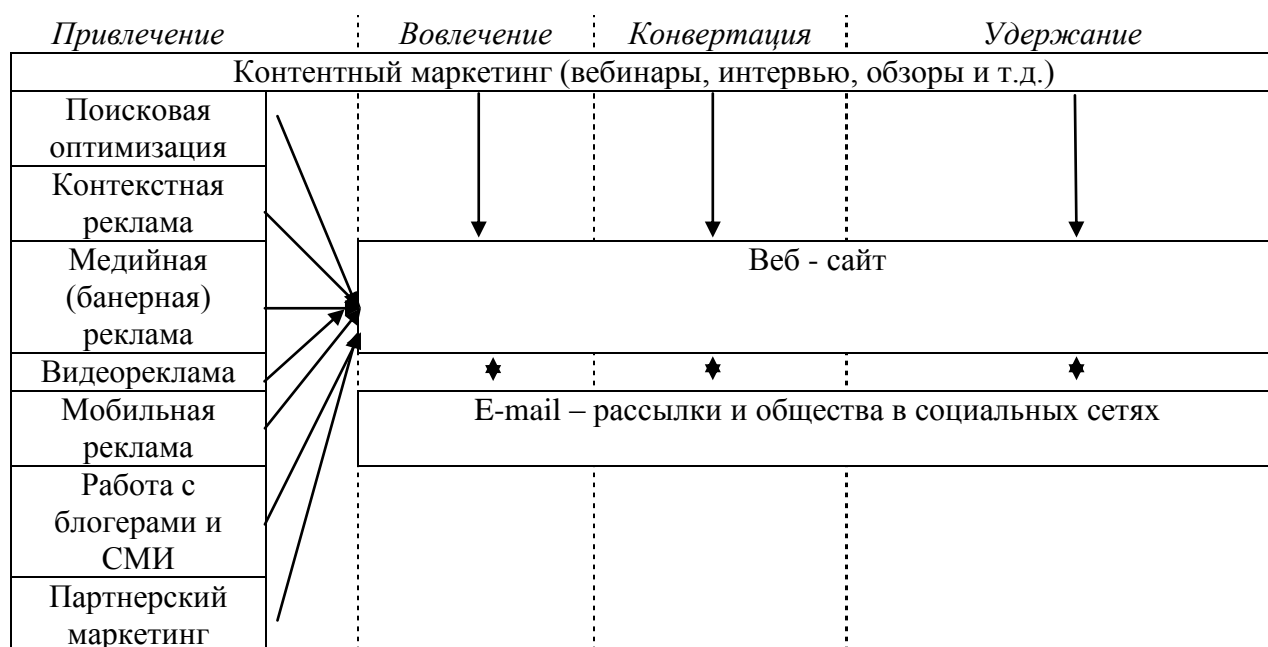 Привлечение Вовлечение Конвертация Удержание
Контентный маркетинг (вебинары, интервью, обзоры и т.д.)
Поисковая
оптимизация
Контекстная
реклама
Медийная
(банерная)
реклама
Веб - сайт
Видеореклама
Мобильная
реклама
E-mail – рассылки и общества в социальных сетях
Работа с
блогерами и
СМИ
Партнерский
маркетинг